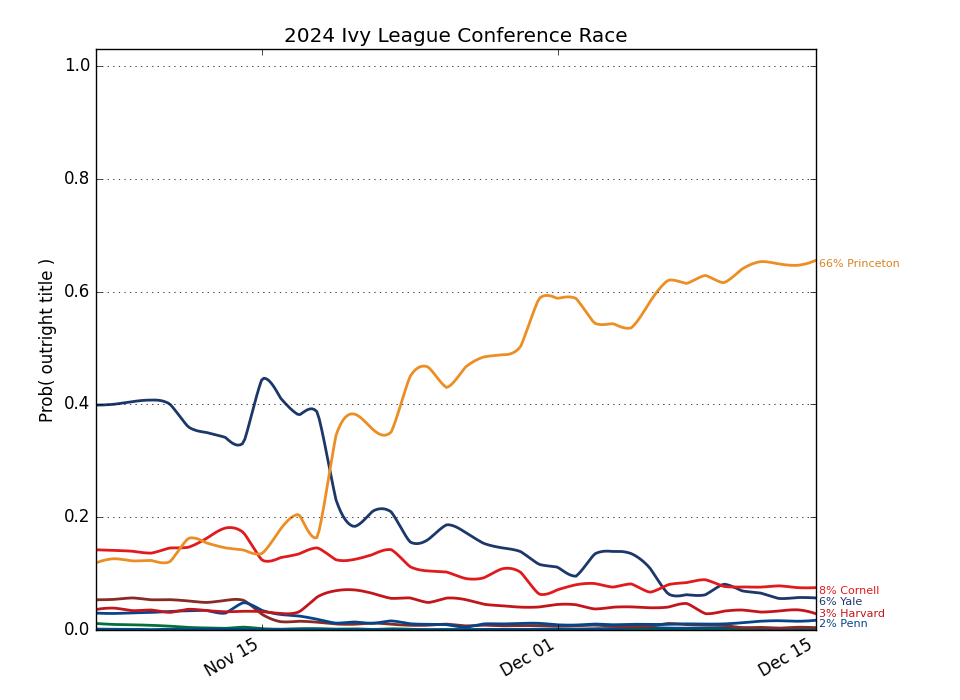 2024 Ivy League Conference Race
Prob( outright title )
1.0
0.8
0.6
0.4
0.2
0.0
66% Princeton
8% Cornell
6% Yale
3% Harvard
2% Penn
Nov 15
Dec 01
Dec 15